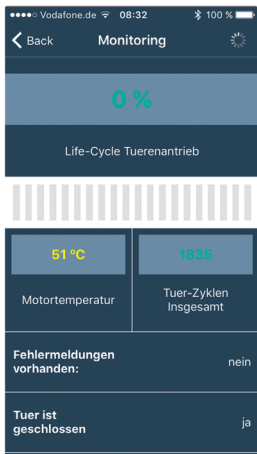 Vodafone.de 08:32 100 %
Back Monitoring
0 %
Life-Cycle Tuerenantrieb
51 °C 1835
Motortemperatur Tuer-Zyklen
Insgesamt
Fehlermeldungen
vorhanden: nein
Tuer ist
geschlossen ja